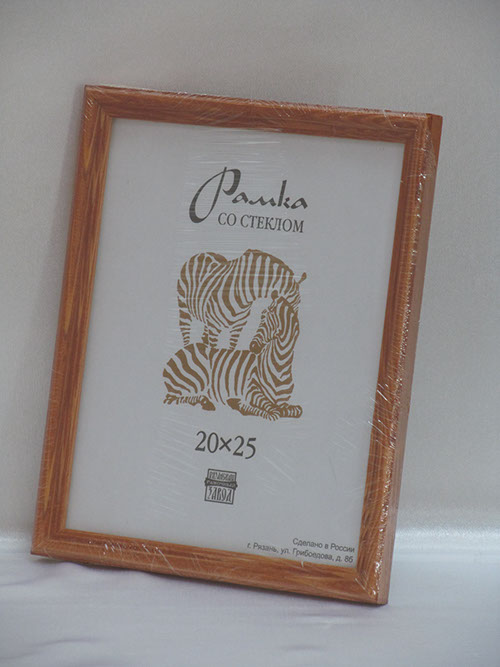 Рамка
СО СТЕКЛОМ
20×25
ЗАВОД
Сделано в России
г. Рязань, ул. Грибоедова, д. 85